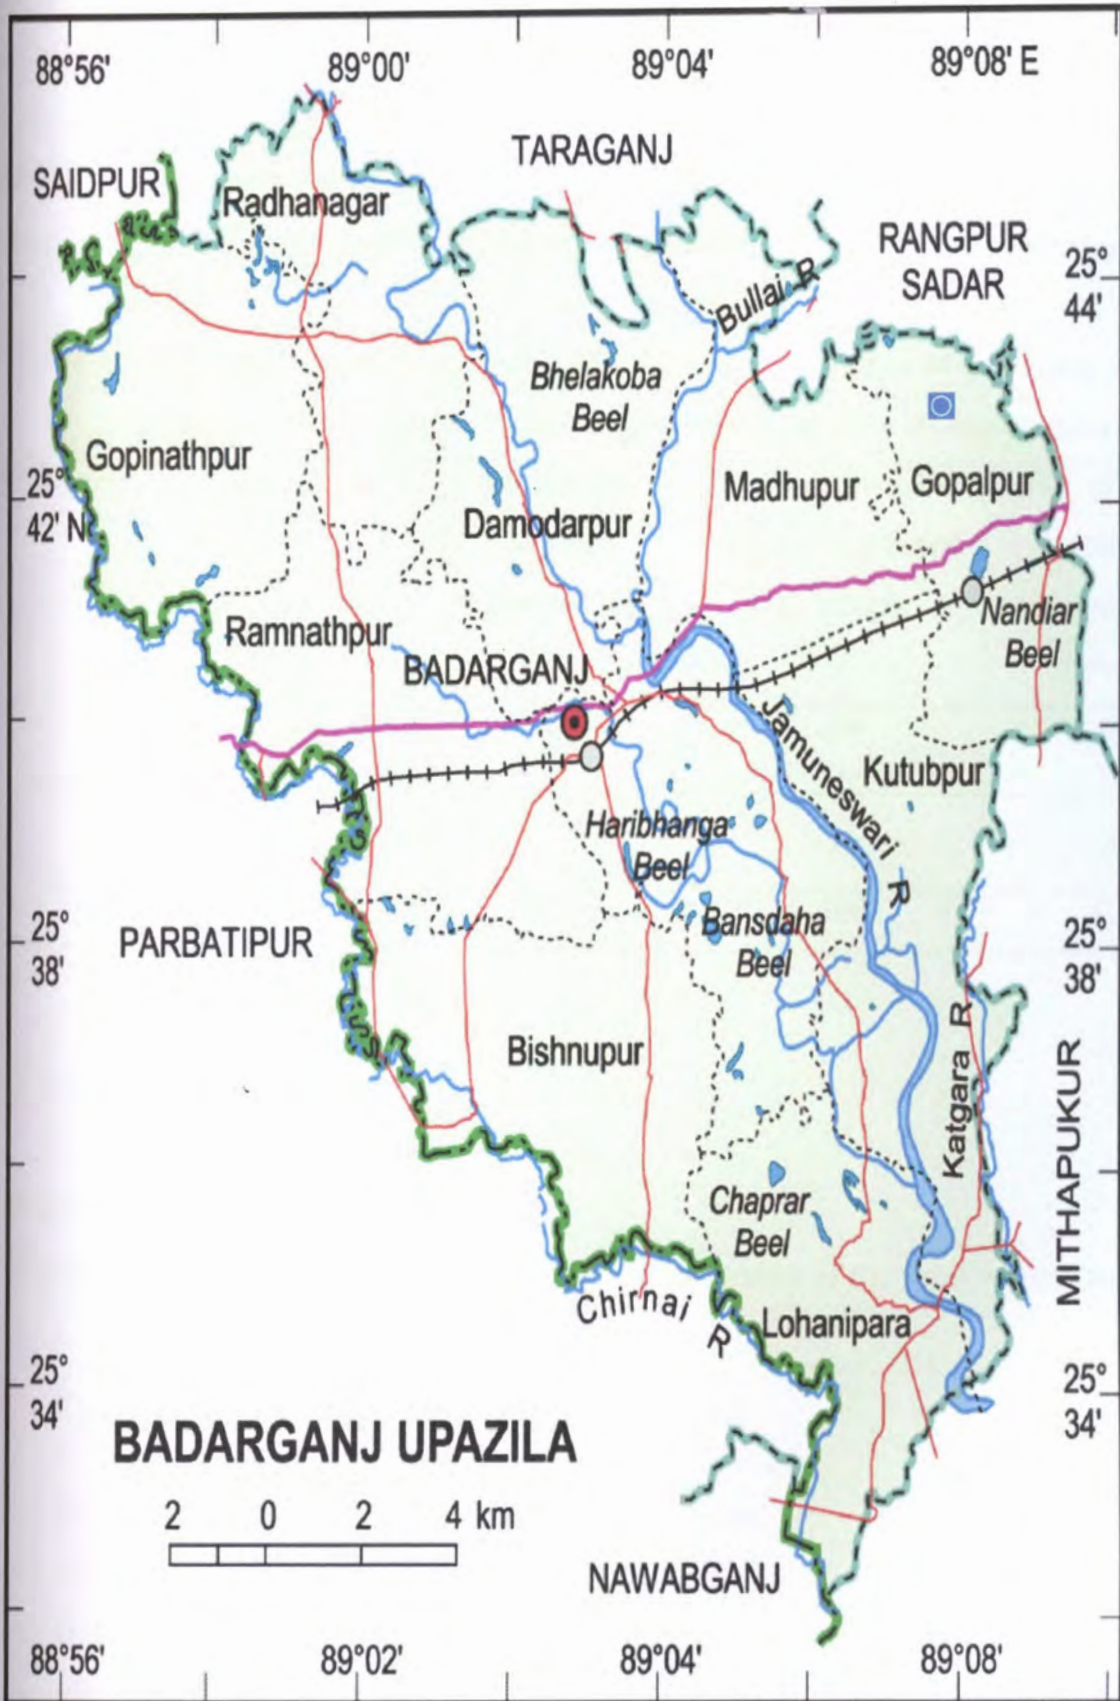 88°56'
89°00'
89°04'
89°08' E
TARAGANJ
SAIDPUR
Radhanagar
RANGPUR
SADAR
25°
44'
Bullai R
Bhelakoba
Beel
Gopinathpur
25°
42' N
Madhupur
Gopalpur
Damodarpur
Ramnathpur
Nandiar
Beel
BADARGANJ
Jamuneswari R
Kutubpur
Haribhanga
Beel
Bansdaha
Beel
PARBATIPUR
25°
38'
25°
38'
Bishnupur
Katgara R
MITHAPUKUR
Chaprar
Beel
Chirnai R
Lohanipara
25°
34'
25°
34'
BADARGANJ UPAZILA
2 0 2 4 km
NAWABGANJ
88°56'
89°02'
89°04'
89°08'